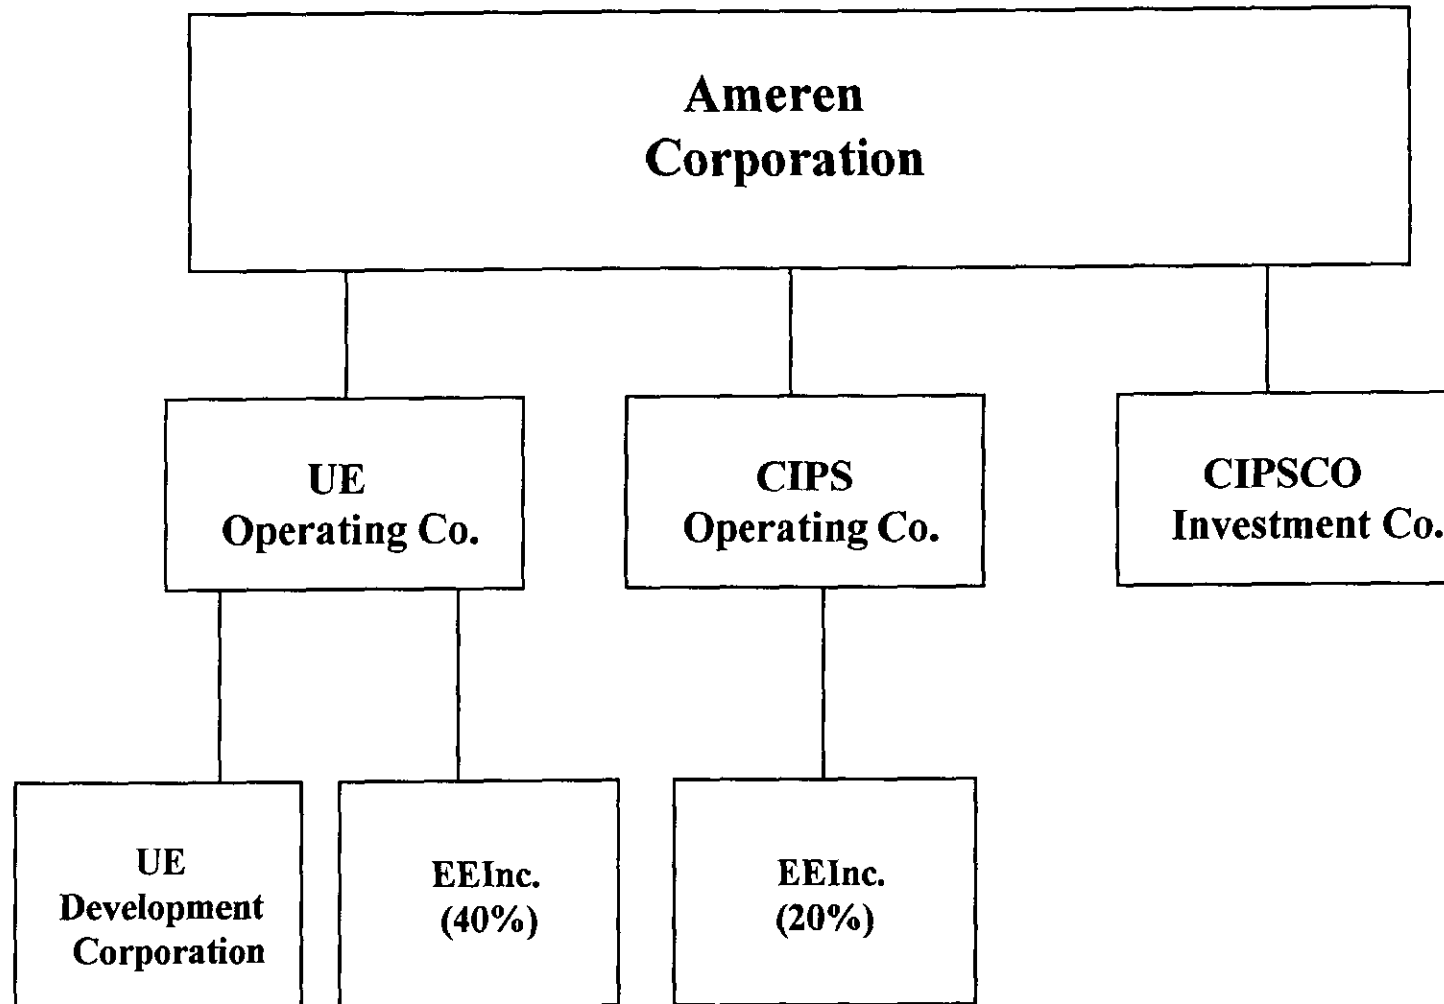 Ameren
Corporation
UE
Operating Co.
CIPS
Operating Co.
CIPSCO
Investment Co.
UE
Development
Corporation
EEInc.
(40%)
EEInc.
(20%)